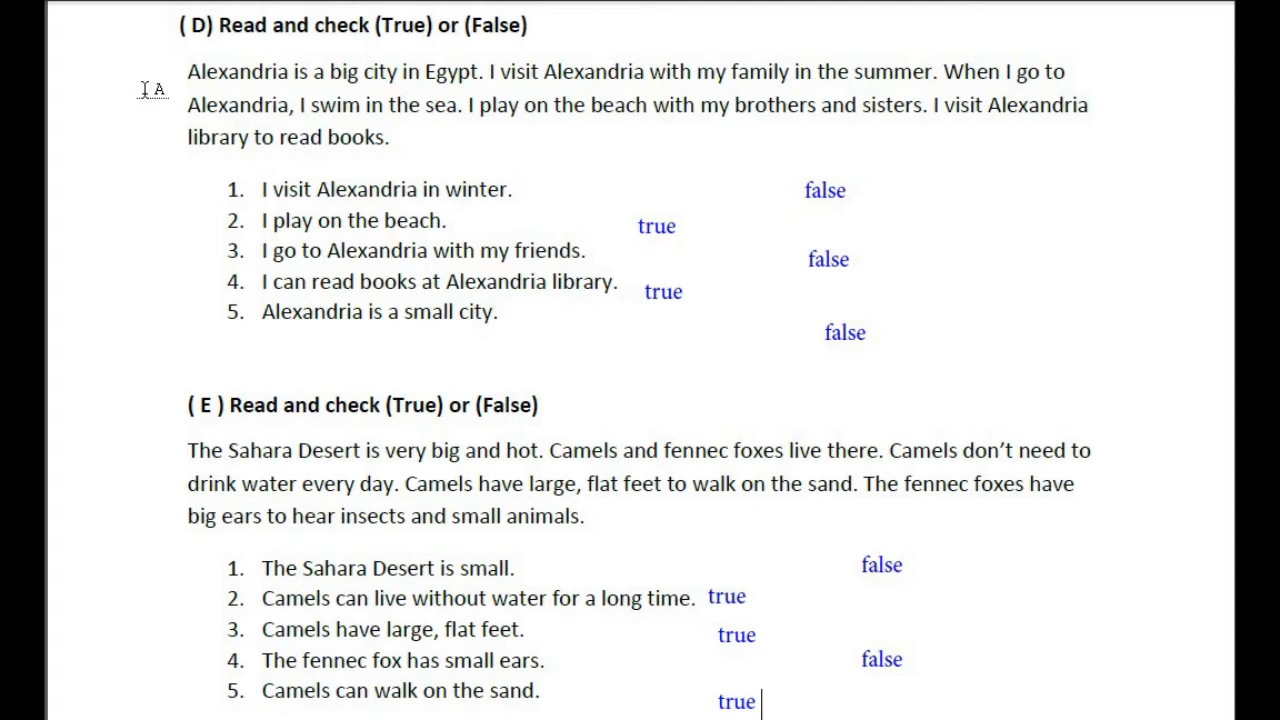 ( D) Read and check (True) or (False)
Alexandria is a big city in Egypt. I visit Alexandria with my family in the summer. When I go to
Alexandria, I swim in the sea. I play on the beach with my brothers and sisters. I visit Alexandria
library to read books.
1. I visit Alexandria in winter. false
2. I play on the beach. true
3. I go to Alexandria with my friends. false
4. I can read books at Alexandria library. true
5. Alexandria is a small city. false
( E ) Read and check (True) or (False)
The Sahara Desert is very big and hot. Camels and fennec foxes live there. Camels don’t need to
drink water every day. Camels have large, flat feet to walk on the sand. The fennec foxes have
big ears to hear insects and small animals.
1. The Sahara Desert is small. false
2. Camels can live without water for a long time. true
3. Camels have large, flat feet. true
4. The fennec fox has small ears. false
5. Camels can walk on the sand. true